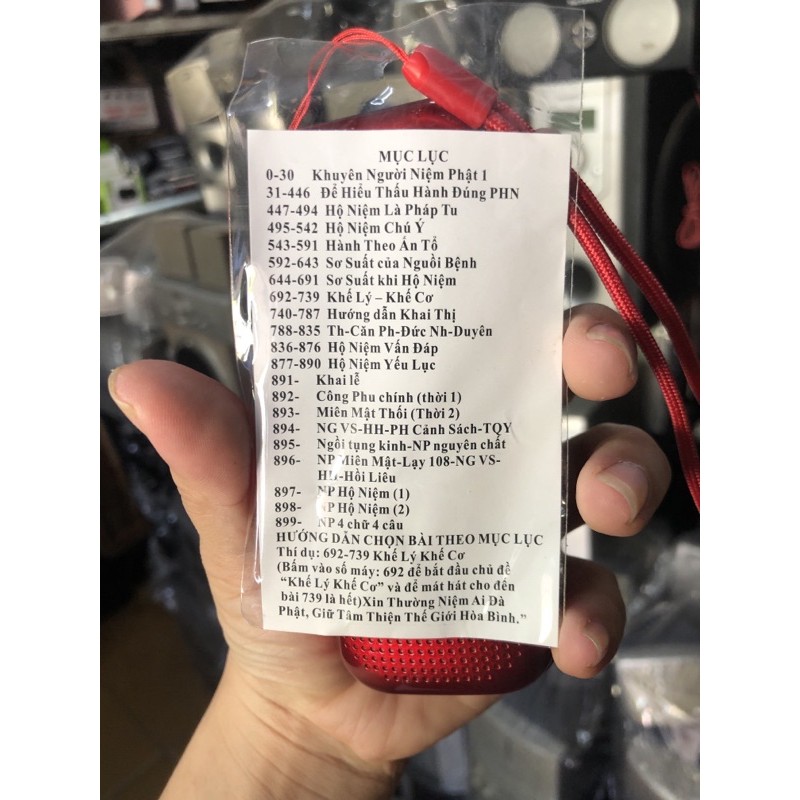 MỤC LỤC
0-30 Khuyên Người Niệm Phật 1
31-446 Để Hiểu Thấu Hành Đúng PHN
447-494 Hộ Niệm Là Pháp Tu
495-542 Hộ Niệm Chú Ý
543-591 Hành Theo Ấn Tổ
592-643 Sơ Suất của Nguồi Bệnh
644-691 Sơ Suất khi Hộ Niệm
692-739 Khế Lý – Khế Cơ
740-787 Hướng dẫn Khai Thị
788-835 Th-Căn Ph-Đức Nh-Duyên
836-876 Hộ Niệm Vấn Đáp
877-890 Hộ Niệm Yếu Lục
891- Khai lễ
892- Công Phu chính (thời 1)
893- Miên Mật Thối (Thời 2)
894- NG VS-HH-PH Cảnh Sách-TQY
895- Ngồi tụng kinh-NP nguyên chất
896- NP Miên Mật-Lạy 108-NG VS-
HH-Hồi Liêu
897- NP Hộ Niệm (1)
898- NP Hộ Niệm (2)
899- NP 4 chữ 4 câu
HƯỚNG DẪN CHỌN BÀI THEO MỤC LỤC
Thí dụ: 692-739 Khế Lý Khế Cơ
(Bấm vào số máy: 692 để bắt đầu chủ đề
“Khế Lý Khế Cơ” và để mát hát cho đến
bài 739 là hết)Xin Thường Niệm Ai Đà
Phật, Giữ Tâm Thiện Thế Giới Hòa Bình.”